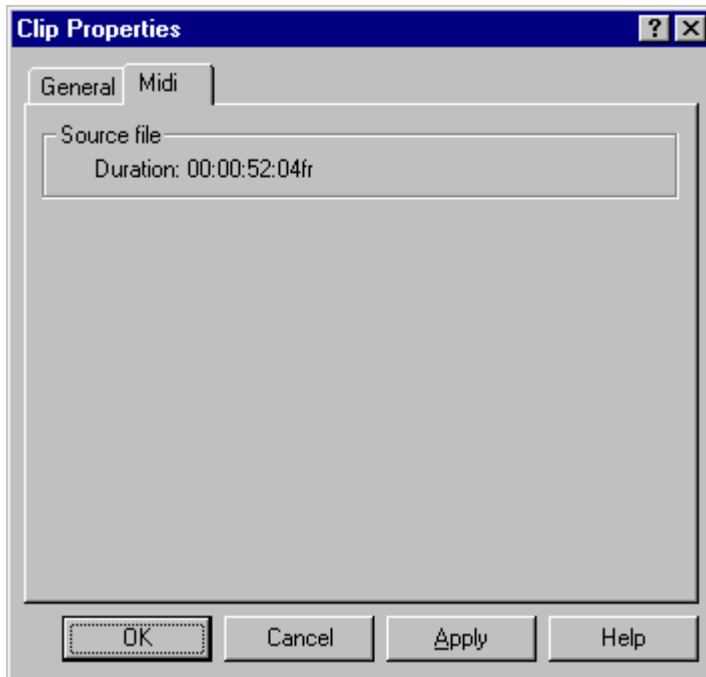 Clip Properties
General Midi
Source file
Duration: 00:00:52:04fr
OK Cancel Apply Help